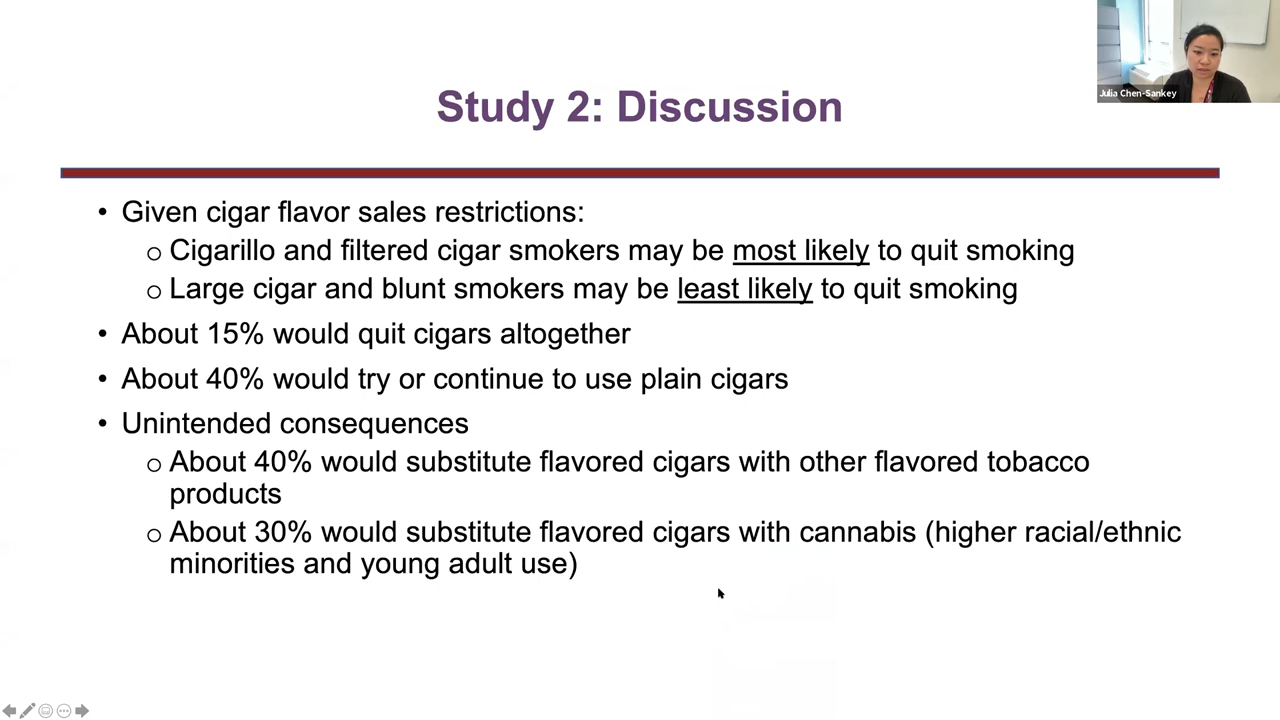 Julia Chen-Sankey
Study 2: Discussion
• Given cigar flavor sales restrictions:
o Cigarillo and filtered cigar smokers may be most likely to quit smoking
o Large cigar and blunt smokers may be least likely to quit smoking
• About 15% would quit cigars altogether
• About 40% would try or continue to use plain cigars
• Unintended consequences
o About 40% would substitute flavored cigars with other flavored tobacco
products
o About 30% would substitute flavored cigars with cannabis (higher racial/ethnic
minorities and young adult use)